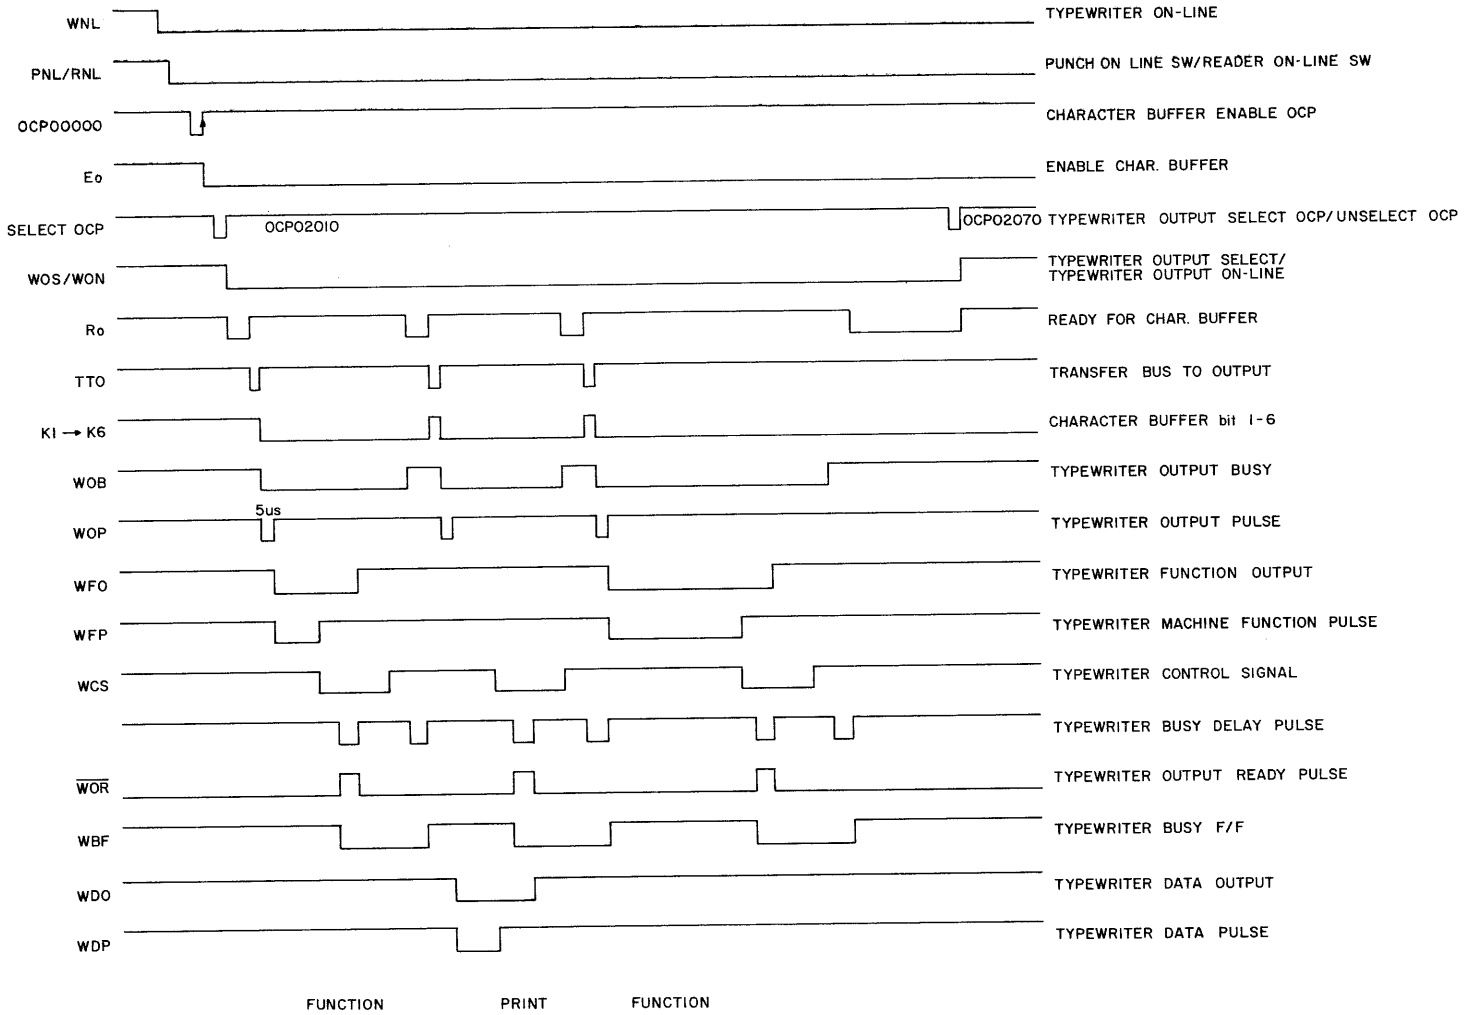 WNL TYPEWRITER ON-LINE
PNL/RNL PUNCH ON LINE SW/READER ON-LINE SW
OCP00000 CHARACTER BUFFER ENABLE OCP
Eo ENABLE CHAR. BUFFER
SELECT OCP OCP02010 OCP02070 TYPEWRITER OUTPUT SELECT OCP/UNSELECT OCP
WOS/WON TYPEWRITER OUTPUT SELECT/
TYPEWRITER OUTPUT ON-LINE
Ro READY FOR CHAR. BUFFER
TTO TRANSFER BUS TO OUTPUT
K1 → K6 CHARACTER BUFFER bit 1-6
WOB TYPEWRITER OUTPUT BUSY
5us
WOP TYPEWRITER OUTPUT PULSE
WFO TYPEWRITER FUNCTION OUTPUT
WFP TYPEWRITER MACHINE FUNCTION PULSE
WCS TYPEWRITER CONTROL SIGNAL
TYPEWRITER BUSY DELAY PULSE
W̅O̅R̅ TYPEWRITER OUTPUT READY PULSE
WBF TYPEWRITER BUSY F/F
WDO TYPEWRITER DATA OUTPUT
WDP TYPEWRITER DATA PULSE
FUNCTION PRINT FUNCTION